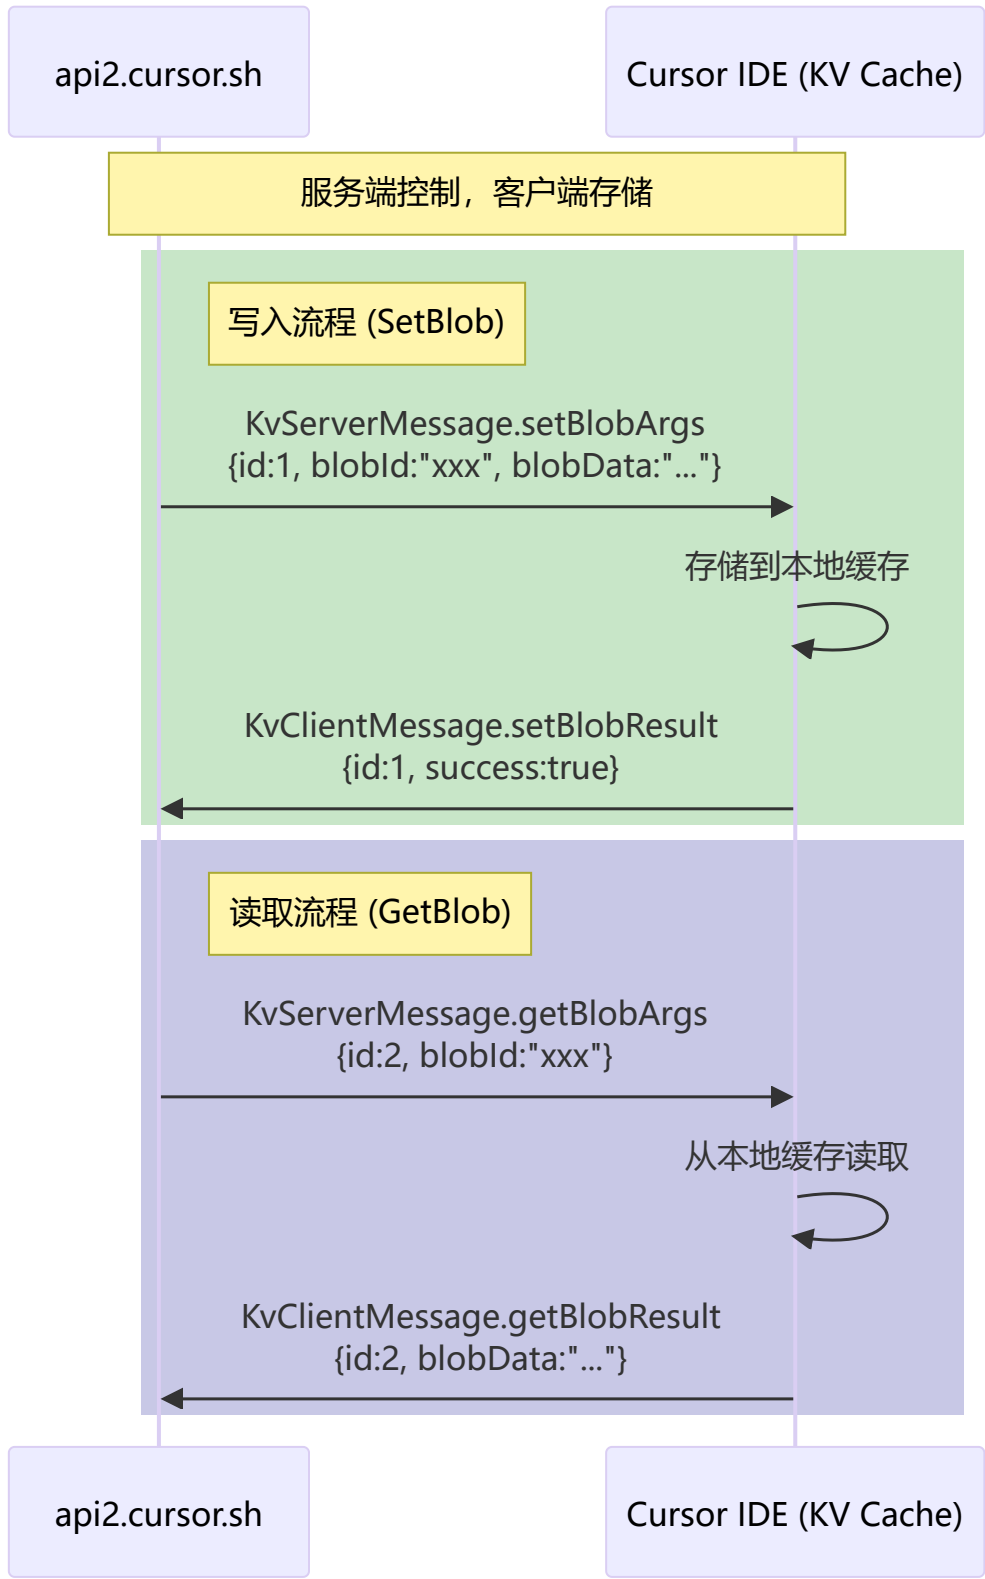 api2.cursor.sh
Cursor IDE (KV Cache)
服务端控制，客户端存储
写入流程 (SetBlob)
KvServerMessage.setBlobArgs
{id:1, blobId:"xxx", blobData:"..."}
存储到本地缓存
KvClientMessage.setBlobResult
{id:1, success:true}
读取流程 (GetBlob)
KvServerMessage.getBlobArgs
{id:2, blobId:"xxx"}
从本地缓存读取
KvClientMessage.getBlobResult
{id:2, blobData:"..."}
api2.cursor.sh
Cursor IDE (KV Cache)